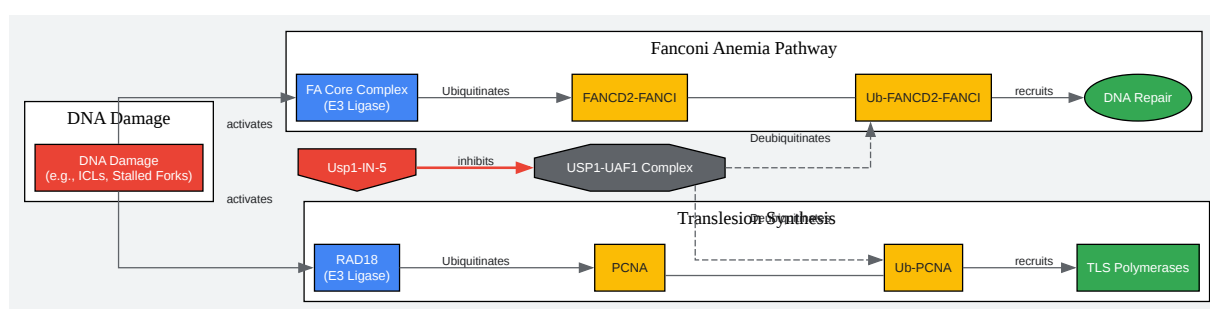 Fanconi Anemia Pathway
FA Core Complex
(E3 Ligase)
Ubiquitinates
FANCD2-FANCI
Ub-FANCD2-FANCI
recruits
DNA Repair
DNA Damage
activates
DNA Damage
(e.g., ICLs, Stalled Forks)
Usp1-IN-5
inhibits
USP1-UAF1 Complex
Deubiquitinates
activates
Translesion Synthesis
Deubiquitinates
RAD18
(E3 Ligase)
Ubiquitinates
PCNA
Ub-PCNA
recruits
TLS Polymerases